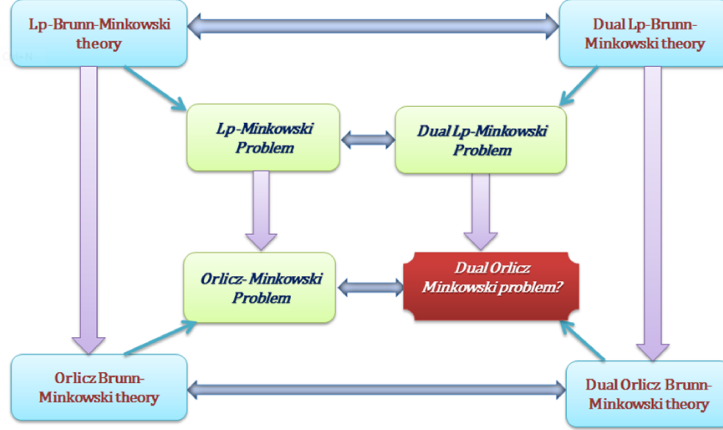 Lp-Brunn-Minkowski
theory
Dual Lp-Brunn-
Minkowski theory
Lp-Minkowski
Problem
Dual Lp-Minkowski
Problem
Orlicz- Minkowski
Problem
Dual Orlicz
Minkowski problem?
Orlicz Brunn-
Minkowski theory
Dual Orlicz Brunn-
Minkowski theory